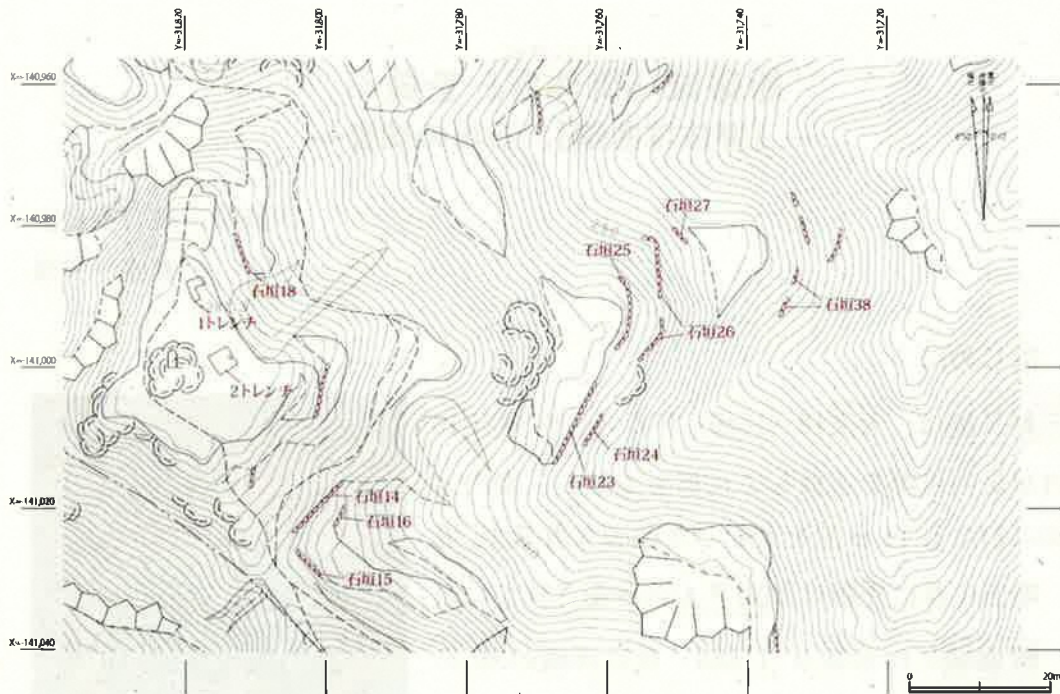 Y=-31,820
Y=-31,800
Y=-31,780
Y=-31,760
Y=-31,740
Y=-31,720
X=-140,960
X=-140,980
X=-141,000
X=-141,020
X=-141,040
石垣27
石垣25
石垣18
1トレンチ
石垣38
石垣26
2トレンチ
石垣24
石垣23
石垣14
石垣16
石垣15
0
20m